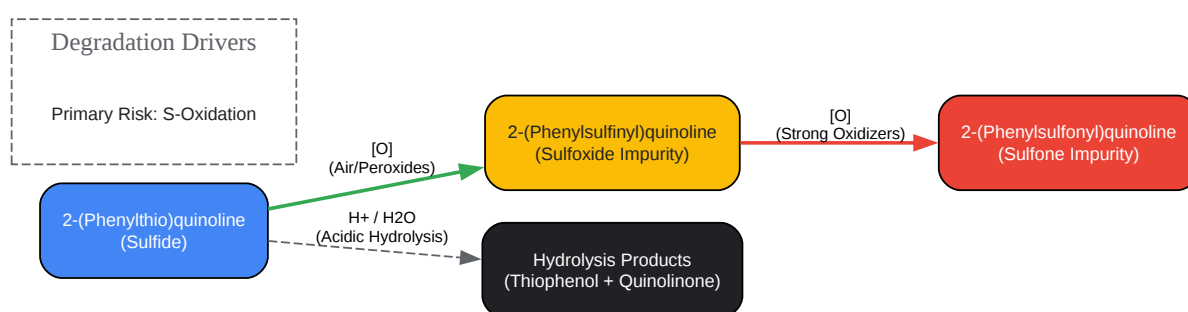 Degradation Drivers
Primary Risk: S-Oxidation
2-(Phenylthio)quinoline
(Sulfide)
[O]
(Air/Peroxides)
H+ / H2O
(Acidic Hydrolysis)
2-(Phenylsulfinyl)quinoline
(Sulfoxide Impurity)
Hydrolysis Products
(Thiophenol + Quinolinone)
[O]
(Strong Oxidizers)
2-(Phenylsulfonyl)quinoline
(Sulfone Impurity)